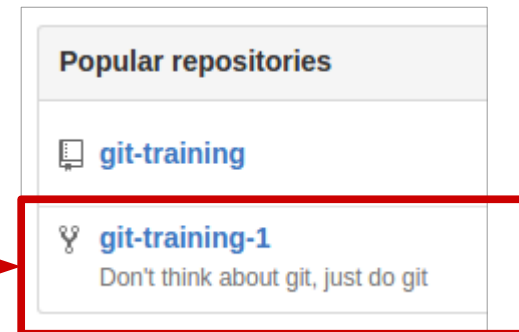 Popular repositories
git-training
git-training-1
Don't think about git, just do git